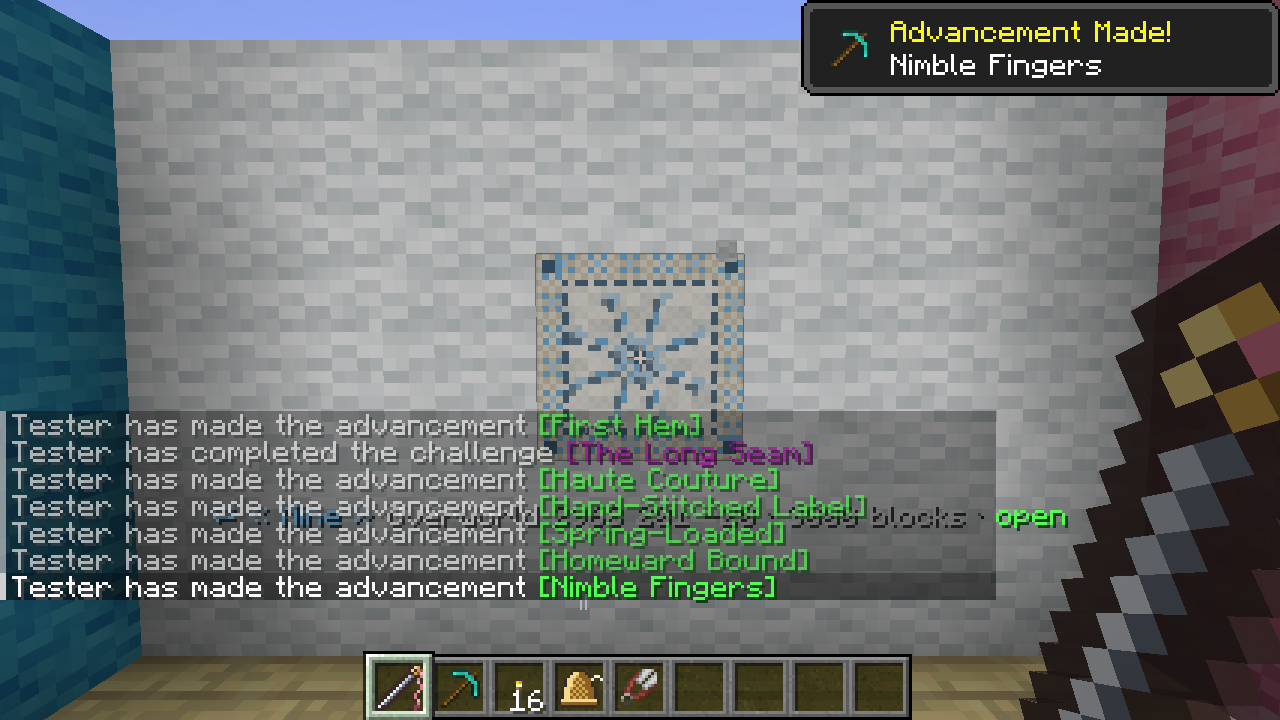 Advancement Made!
Nimble Fingers
Tester has made the advancement [First Hem]
Tester has completed the challenge [The Long Seam]
Tester has made the advancement [Haute Couture]
Tester has made the advancement [Hand-Stitched Label]
blocks · open
Tester has made the advancement [Spring-Loaded]
Tester has made the advancement [Homeward Bound]
Tester has made the advancement [Nimble Fingers]
16